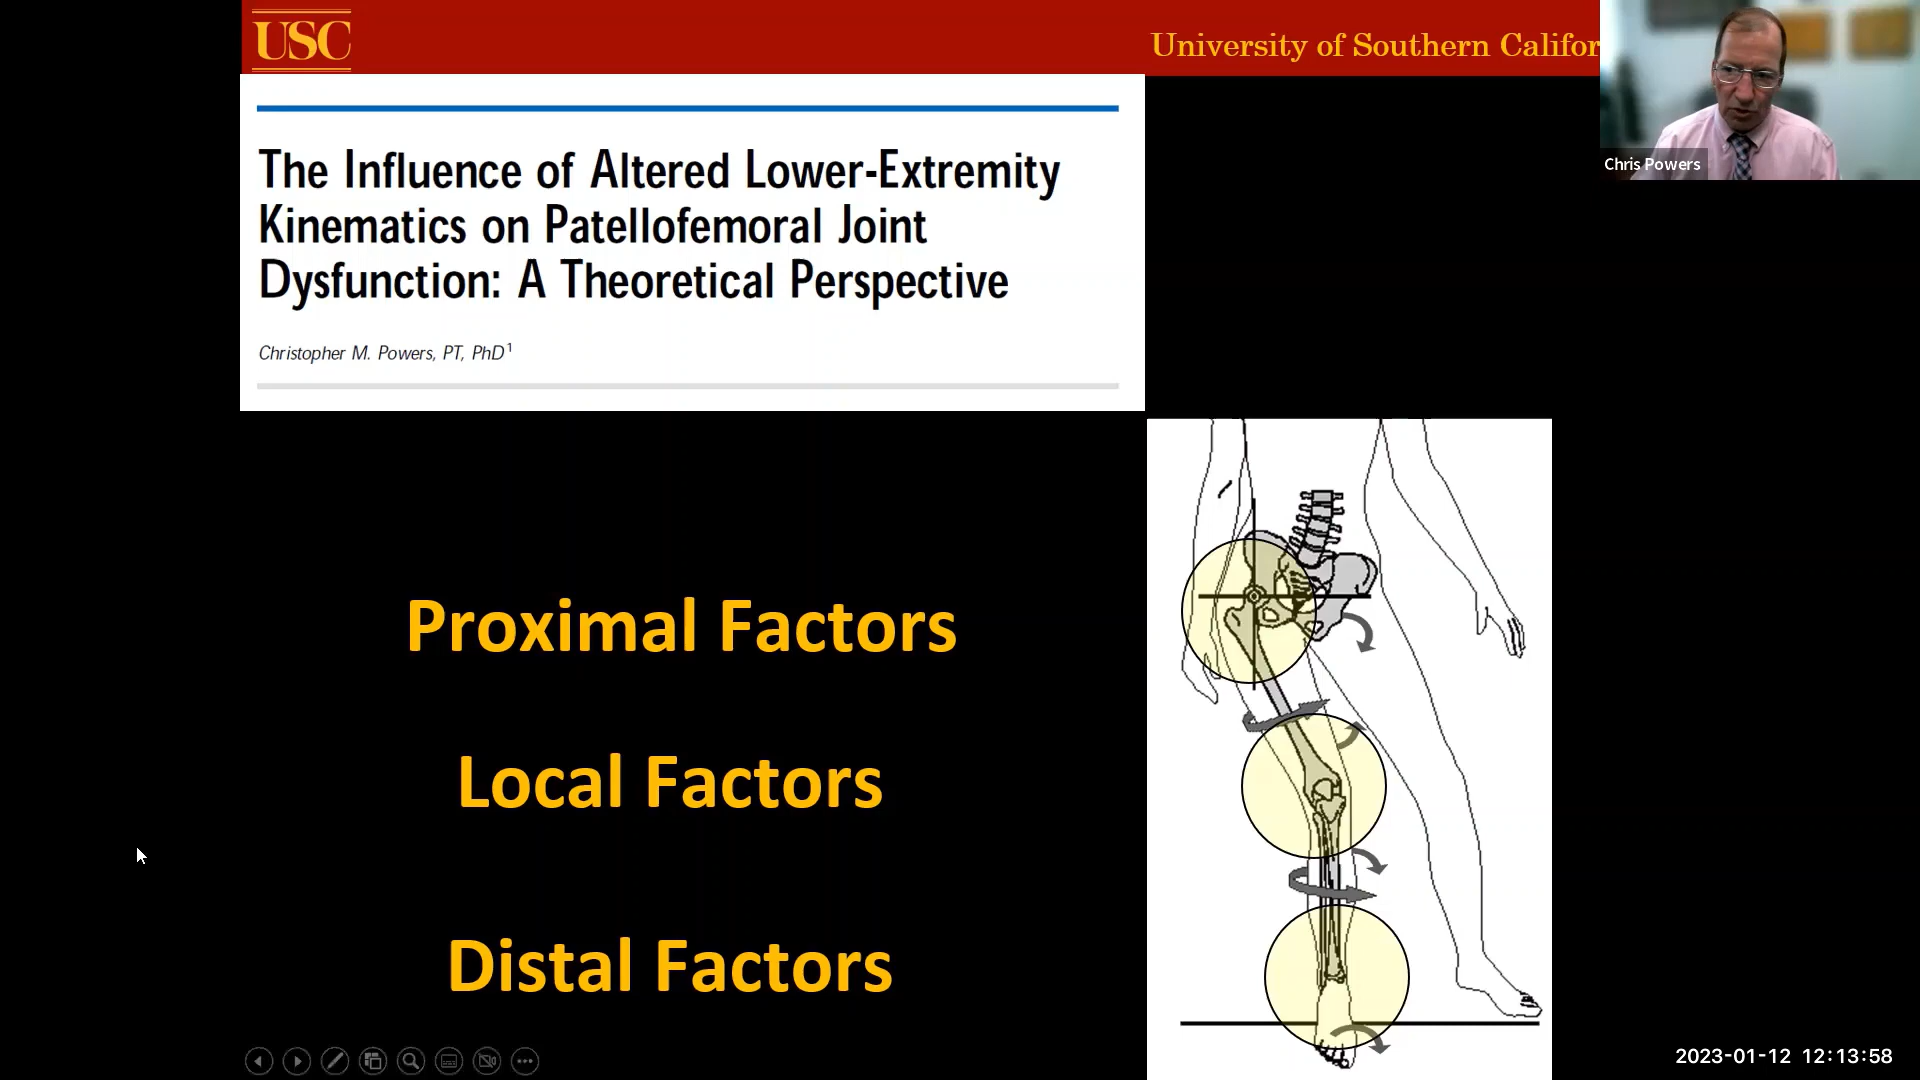 USC
University of Southern Califor
Chris Powers
The Influence of Altered Lower-Extremity
Kinematics on Patellofemoral Joint
Dysfunction: A Theoretical Perspective
Christopher M. Powers, PT, PhD1
Proximal Factors
Local Factors
Distal Factors
2023-01-12 12:13:58